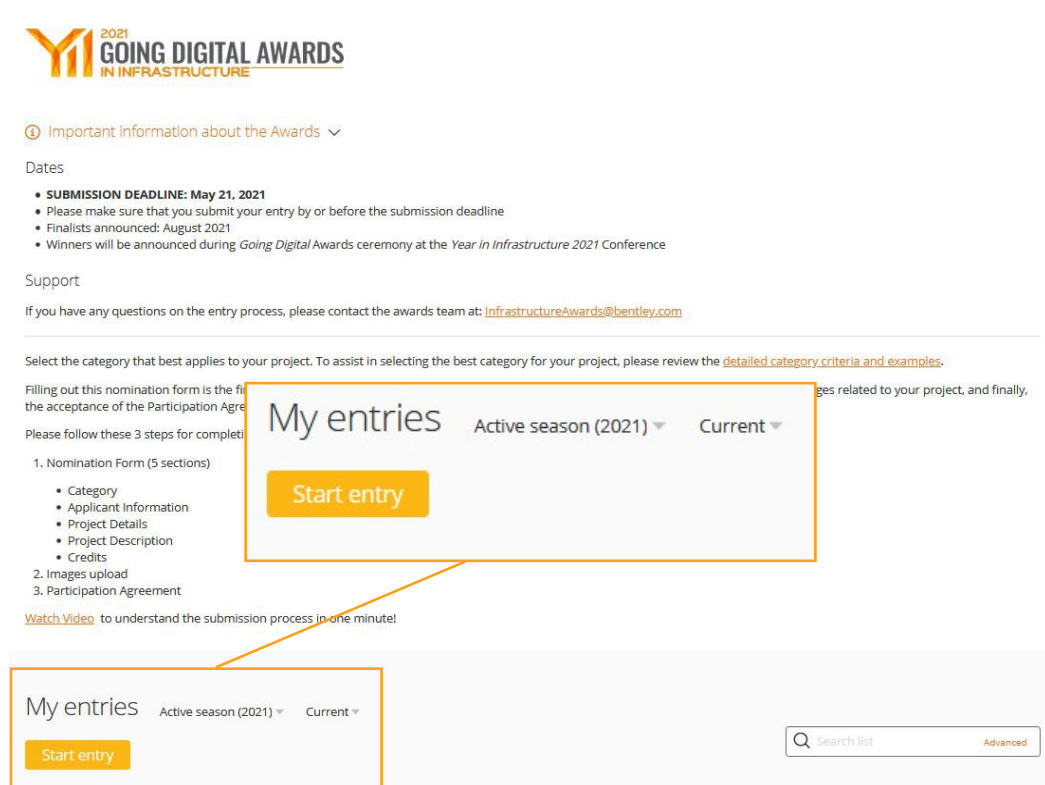 2021
GOING DIGITAL AWARDS
IN INFRASTRUCTURE
Important information about the Awards
Dates
• SUBMISSION DEADLINE: May 21, 2021
• Please make sure that you submit your entry by or before the submission deadline
• Finalists announced: August 2021
• Winners will be announced during Going Digital Awards ceremony at the Year in Infrastructure 2021 Conference
Support
If you have any questions on the entry process, please contact the awards team at: InfrastructureAwards@bentley.com
Select the category that best applies to your project. To assist in selecting the best category for your project, please review the detailed category criteria and examples.
Filling out this nomination form is the ges related to your project, and finally,
the acceptance of the Participation
Please follow these 3 steps for
1. Nomination Form (5 sections)
• Category
• Applicant Information
• Project Details
• Project Description
• Credits
2. Images upload
3. Participation Agreement
Watch Video to understand the submission process in one minute!
My entries Active season (2021) Current
Start entry
My entries Active season (2021) Current
Start entry
Search list Advanced